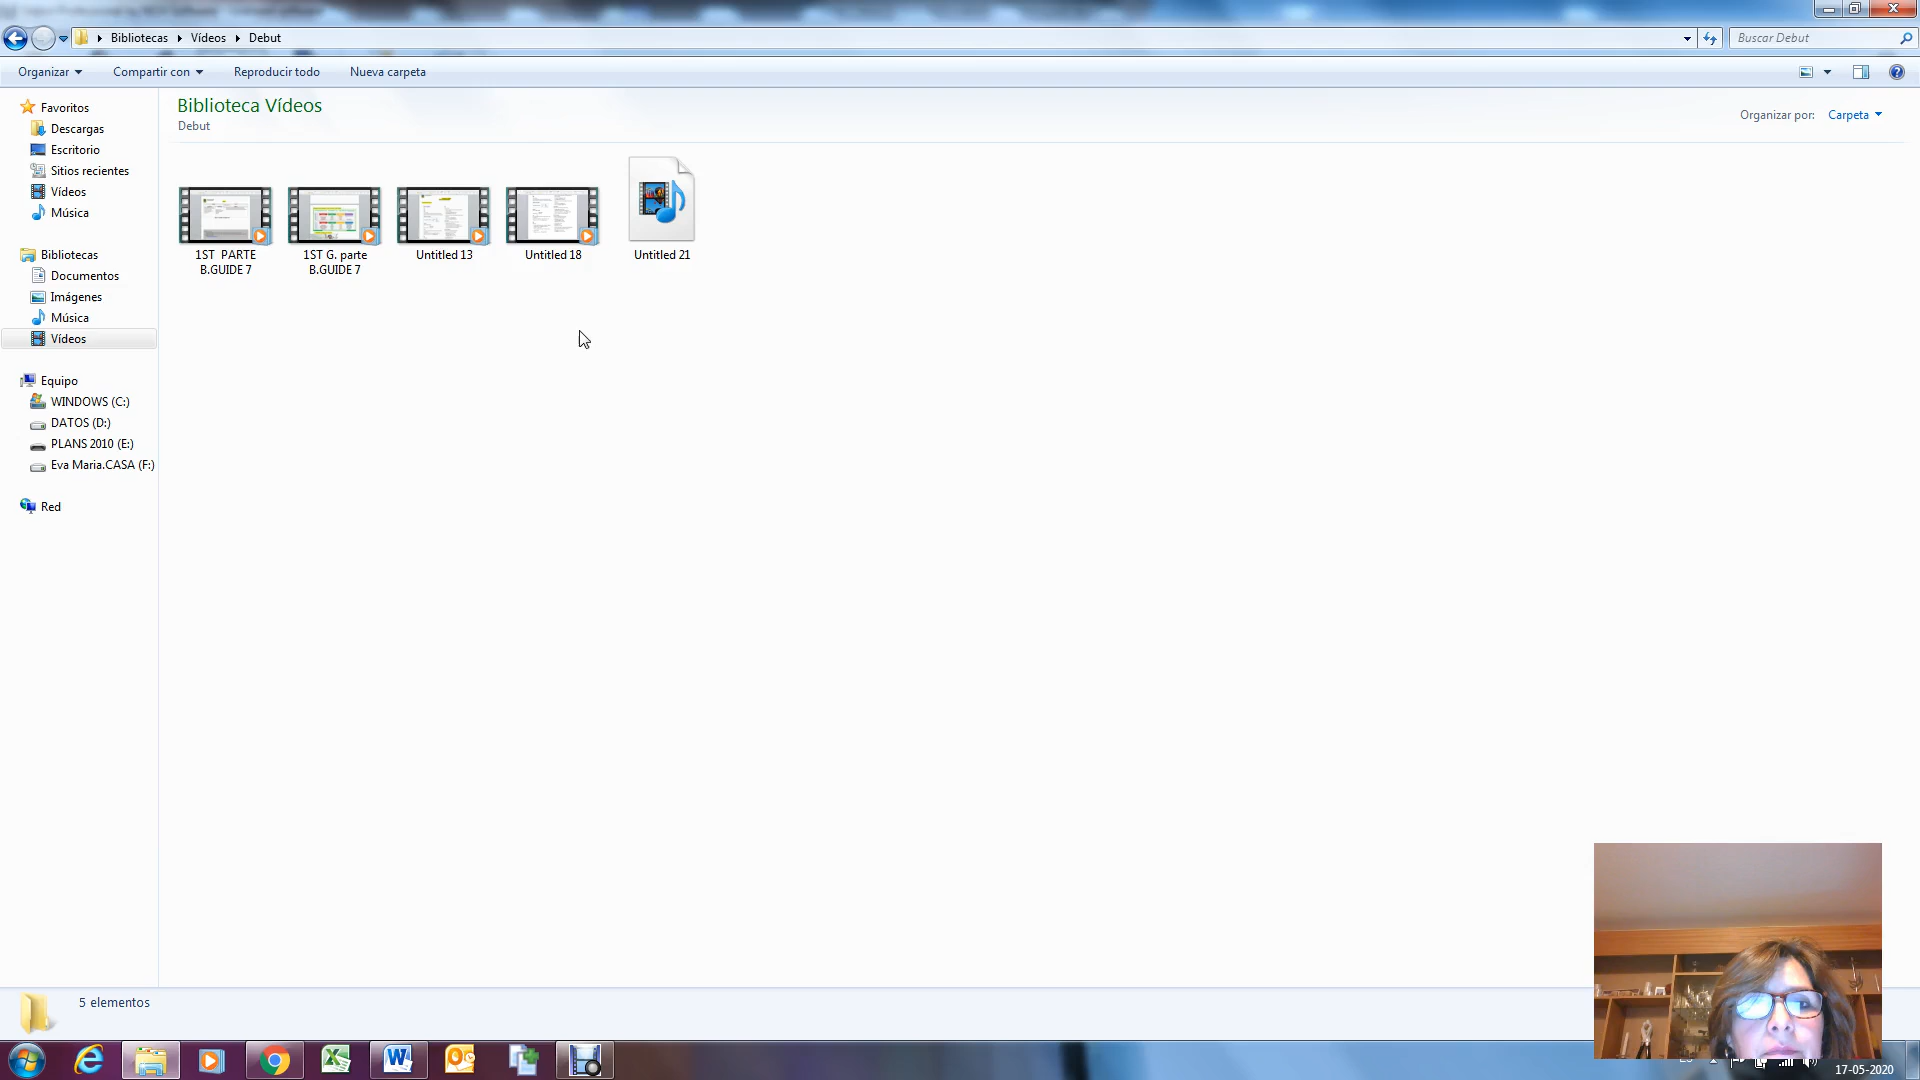 Bibliotecas Vídeos Debut
Buscar Debut
Organizar Compartir con Reproducir todo Nueva carpeta
Favoritos
Descargas
Escritorio
Sitios recientes
Vídeos
Música
Bibliotecas
Documentos
Imágenes
Música
Vídeos
Equipo
WINDOWS (C:)
DATOS (D:)
PLANS 2010 (E:)
Eva Maria.CASA (F:)
Red
Biblioteca Vídeos
Debut
Organizar por: Carpeta
1ST PARTE
B.GUIDE 7
1ST G. parte
B.GUIDE 7
Untitled 13
Untitled 18
Untitled 21
5 elementos
17-05-2020